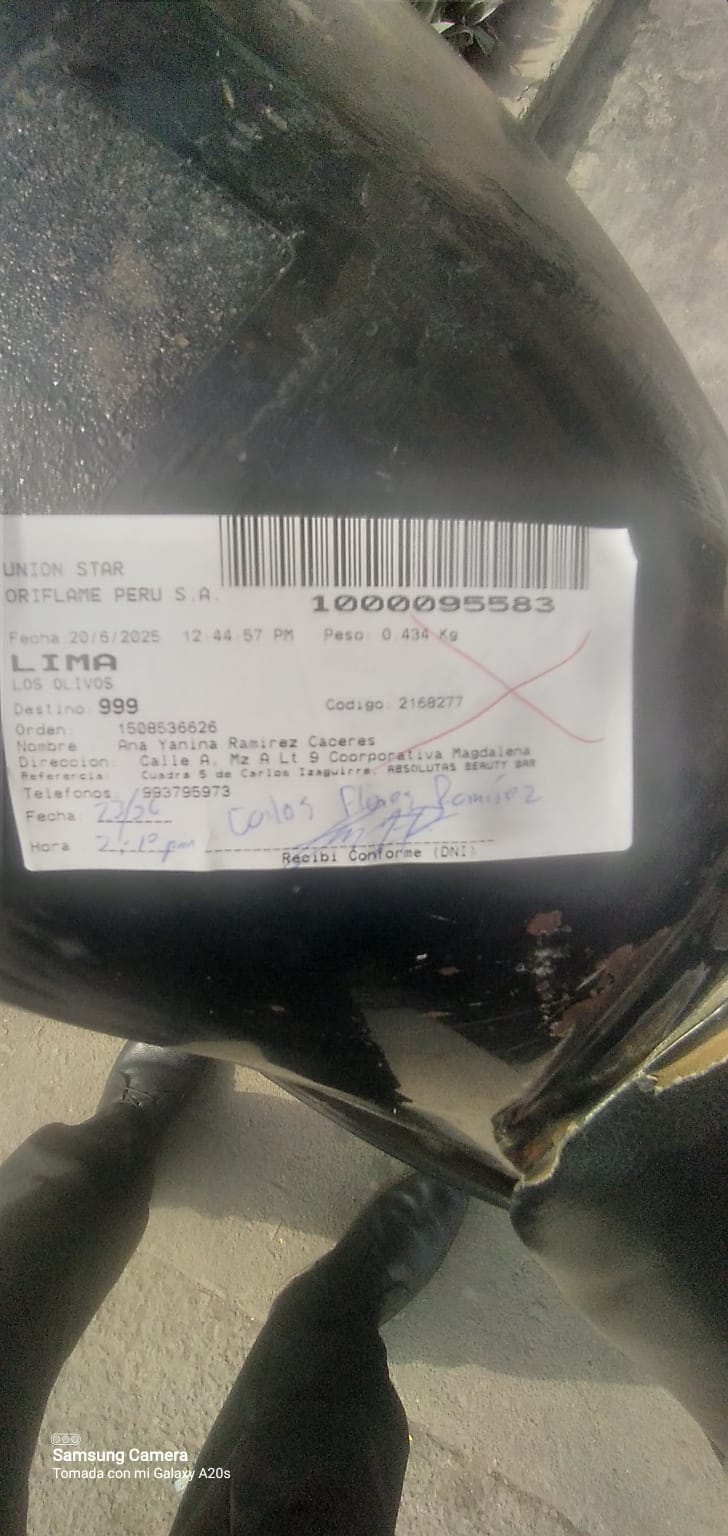 UNION STAR
ORIFLAME PERU S.A.
1000095583
Fecha 20/6/2025 12:44:57 PM Peso: 0.434 Kg
LIMA
LOS OLIVOS
Destino: 999 Codigo: 2168277
Orden: 1508536626
Nombre : Ana Yanina Ramirez Caceres
Direccion: Calle A, Mz A Lt 9 Coorporativa Magdalena
Referencia: Cuadra 5 de Carlos Izaguirre, ABSOLUTAS BEAUTY BAR
Telefonos: 993795973
Fecha:
Carlos Flores Ramirez
Hora pm
Recibi Conforme (DNI)
Samsung Camera
Tomada con mi Galaxy A20s